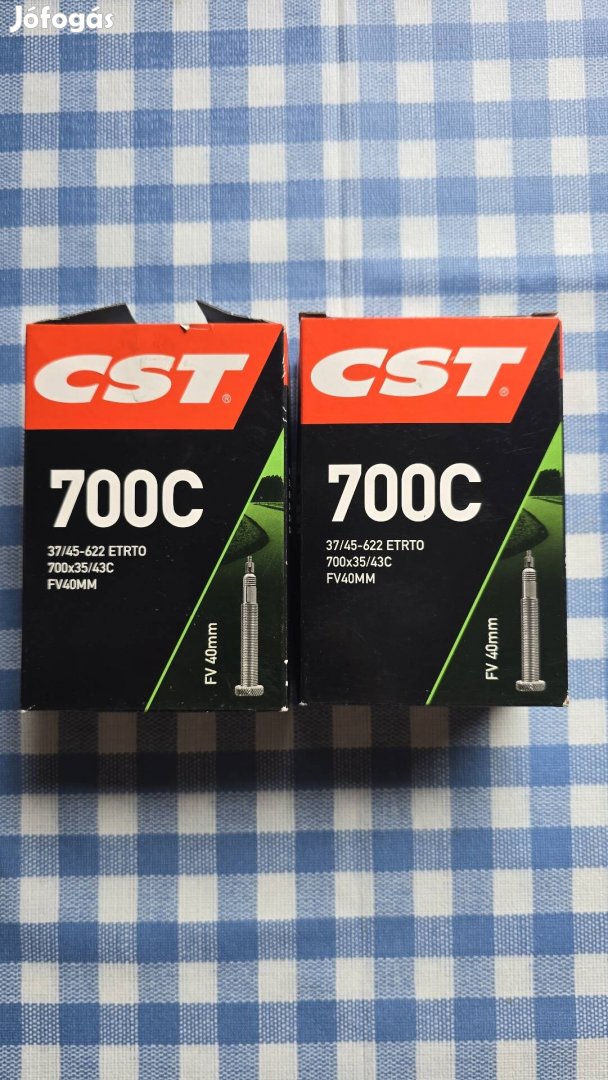 Jófogás
CST®
700C
37/45-622 ETRTO
700x35/43C
FV40MM
FV 40mm
CST®
700C
37/45-622 ETRTO
700x35/43C
FV40MM
FV 40mm